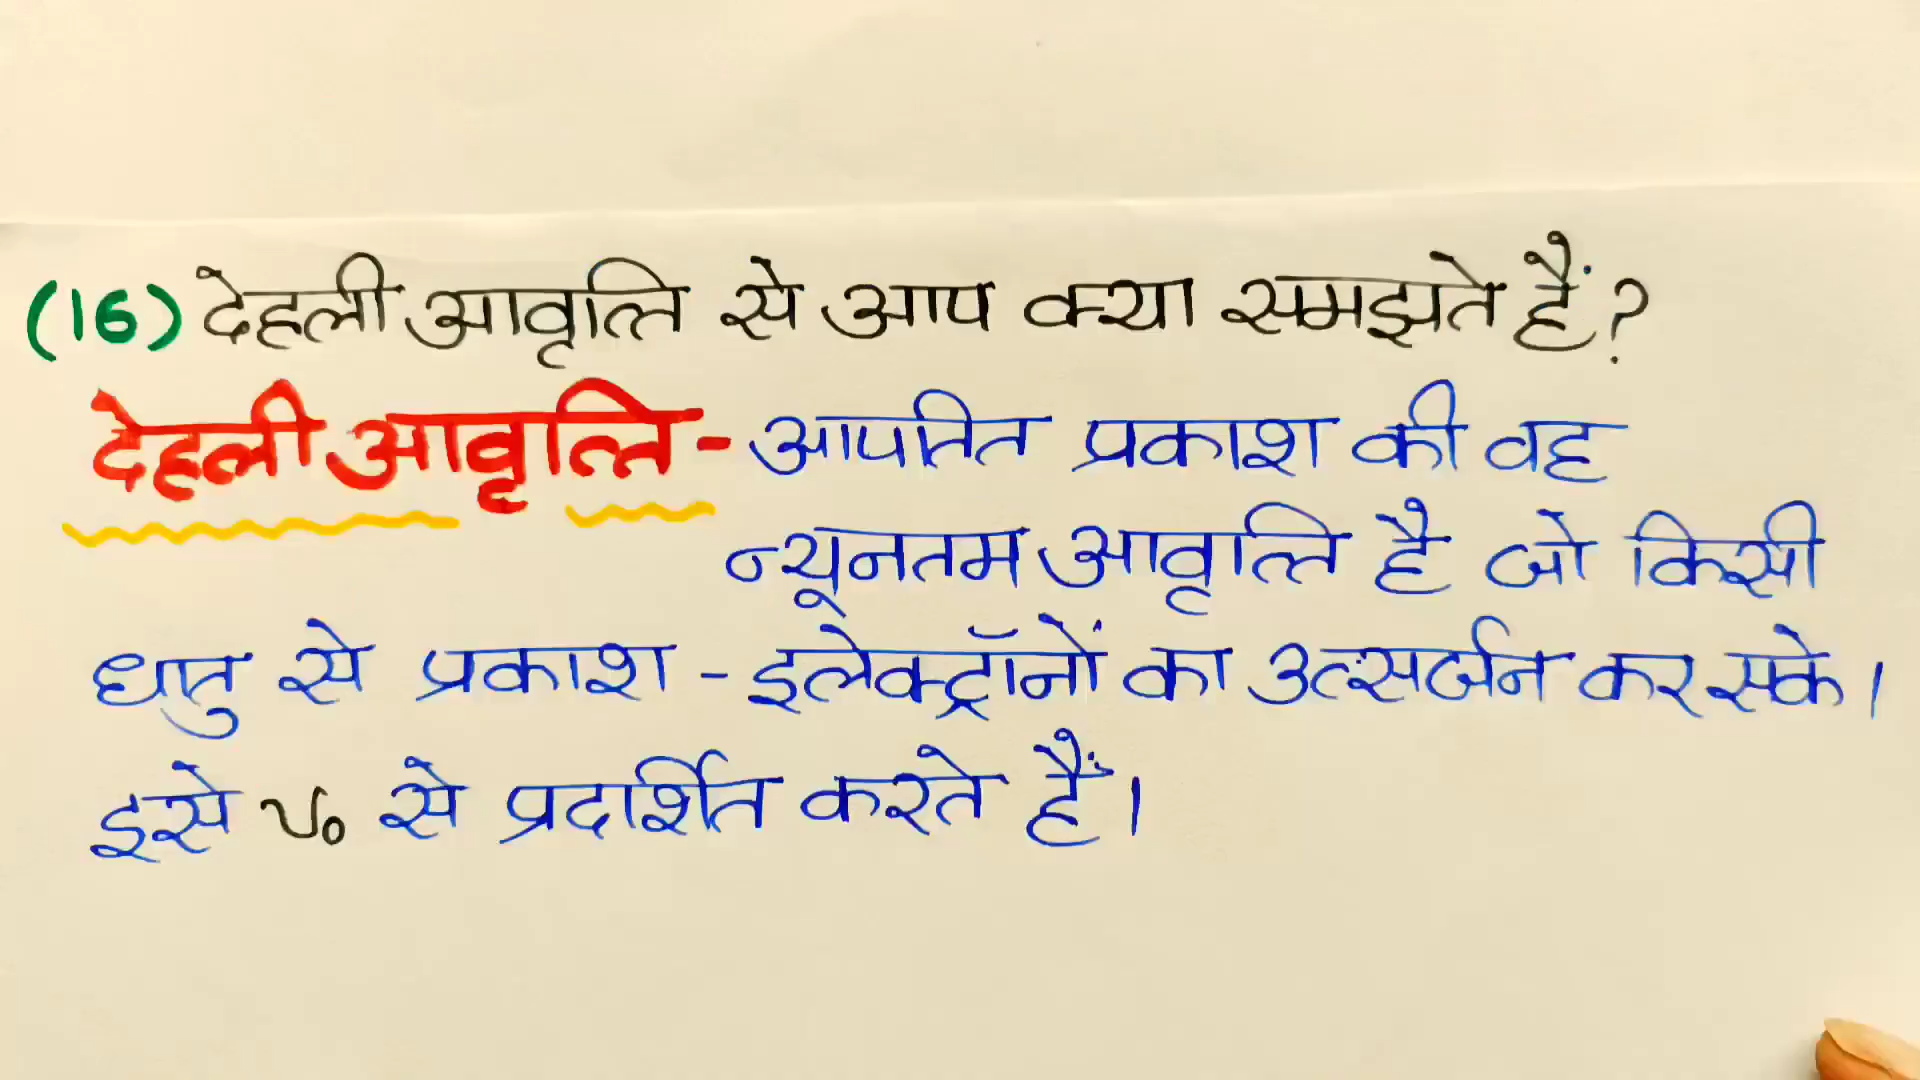 (16) देहली आवृत्ति से आप क्या समझते हैं?
देहली आवृत्ति - आपतित प्रकाश की वह
न्यूनतम आवृत्ति है जो किसी
धातु से प्रकाश - इलेक्ट्रॉनों का उत्सर्जन कर सके।
इसे ν₀ से प्रदार्शित करते हैं।